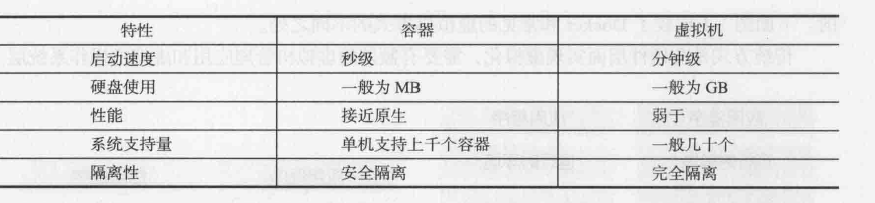 特性 容器 虚拟机
启动速度 秒级 分钟级
硬盘使用 一般为 MB 一般为 GB
性能 接近原生 弱于
系统支持量 单机支持上千个容器 一般几十个
隔离性 安全隔离 完全隔离